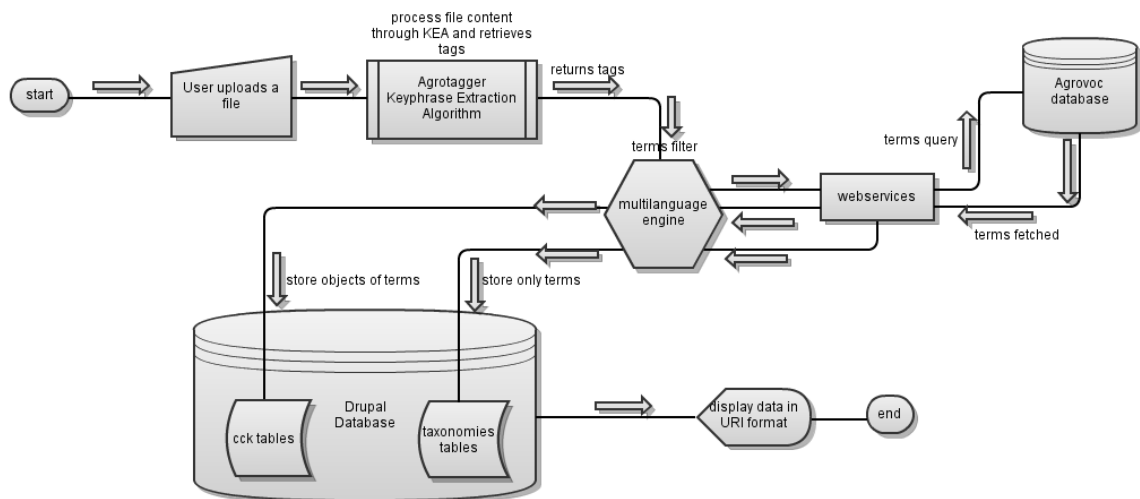 process file content
through KEA and retrieves
tags
start
User uploads a
file
Agrotagger
Keyphrase Extraction
Algorithm
returns tags
Agrovoc
database
terms filter
terms query
multilanguage
engine
webservices
terms fetched
store objects of terms
store only terms
Drupal
Database
cck tables
taxonomies
tables
display data in
URI format
end